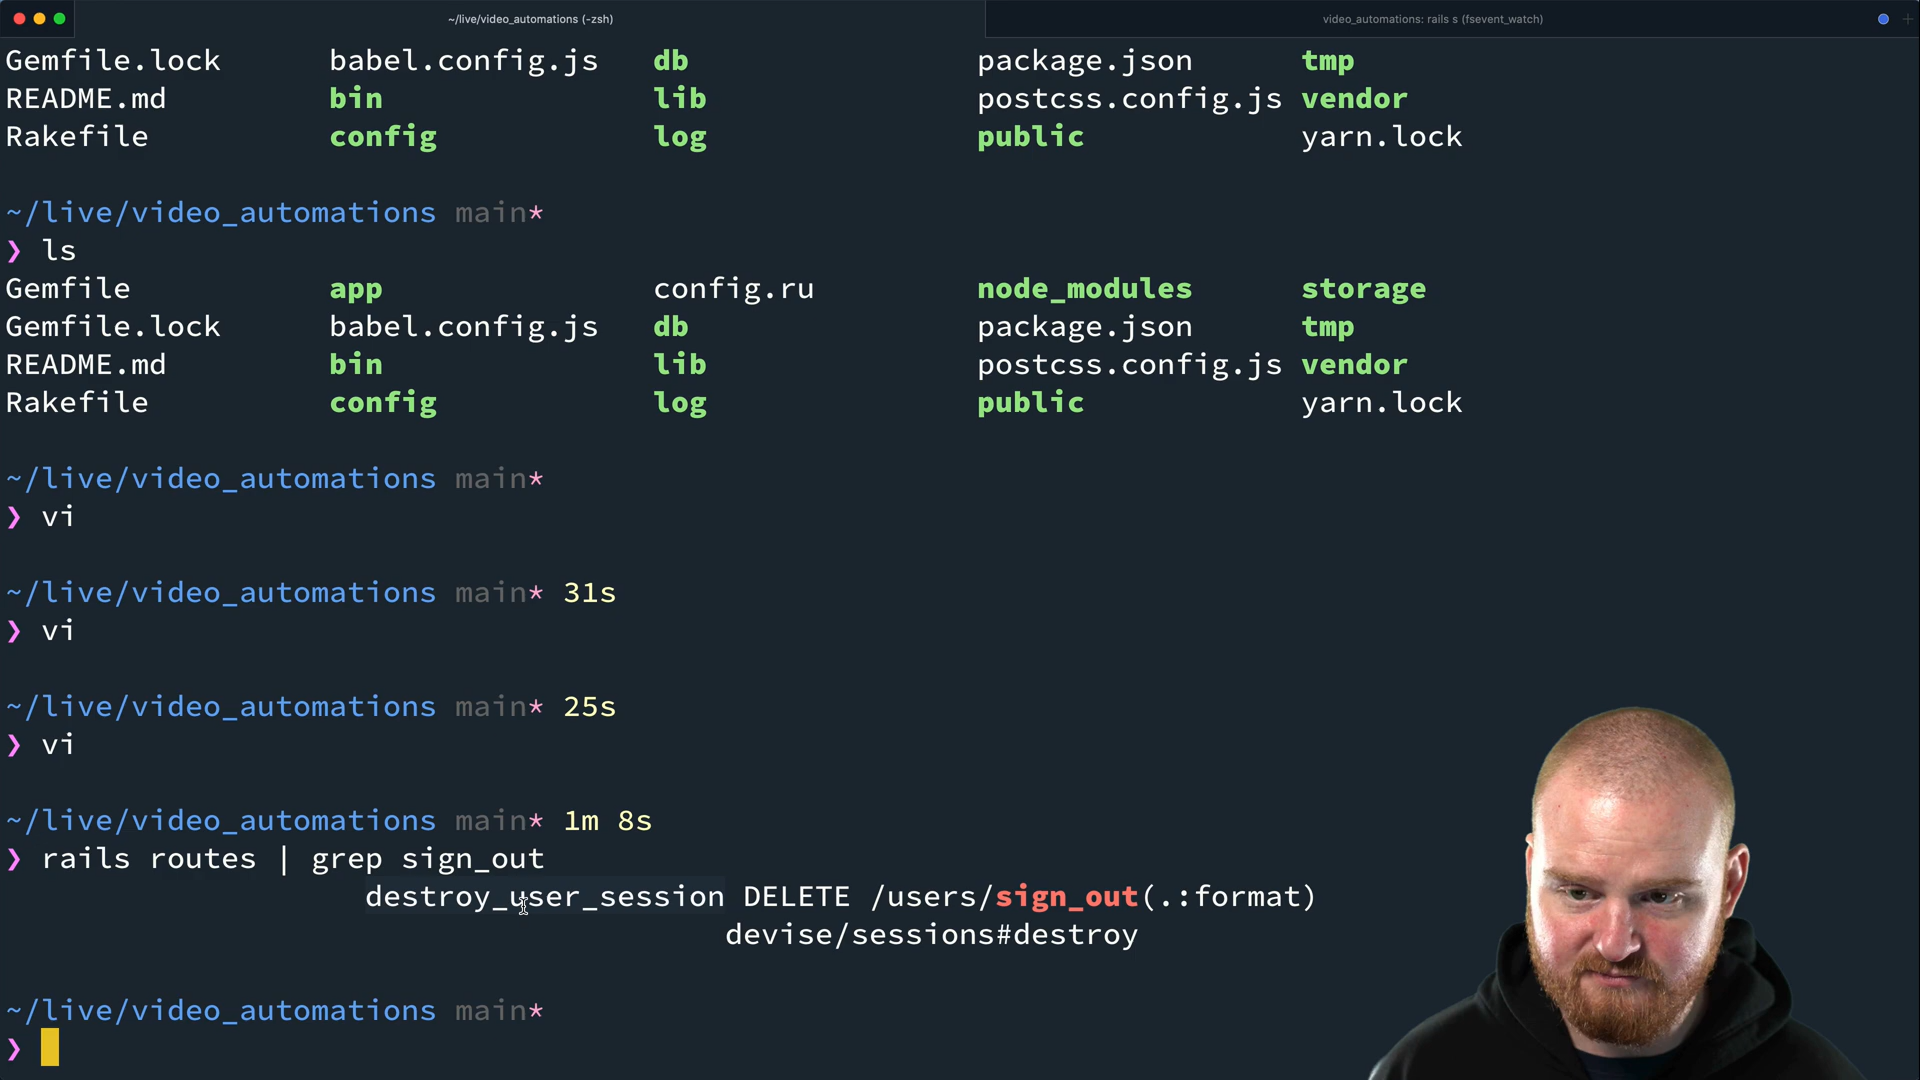 ~/live/video_automations (-zsh)
video_automations: rails s (fsevent_watch)
Gemfile.lock babel.config.js db package.json tmp
README.md bin lib postcss.config.js vendor
Rakefile config log public yarn.lock
~/live/video_automations main*
❯ ls
Gemfile app config.ru node_modules storage
Gemfile.lock babel.config.js db package.json tmp
README.md bin lib postcss.config.js vendor
Rakefile config log public yarn.lock
~/live/video_automations main*
❯ vi
~/live/video_automations main* 31s
❯ vi
~/live/video_automations main* 25s
❯ vi
~/live/video_automations main* 1m 8s
❯ rails routes | grep sign_out
destroy_user_session DELETE /users/sign_out(.:format)
devise/sessions#destroy
~/live/video_automations main*
❯